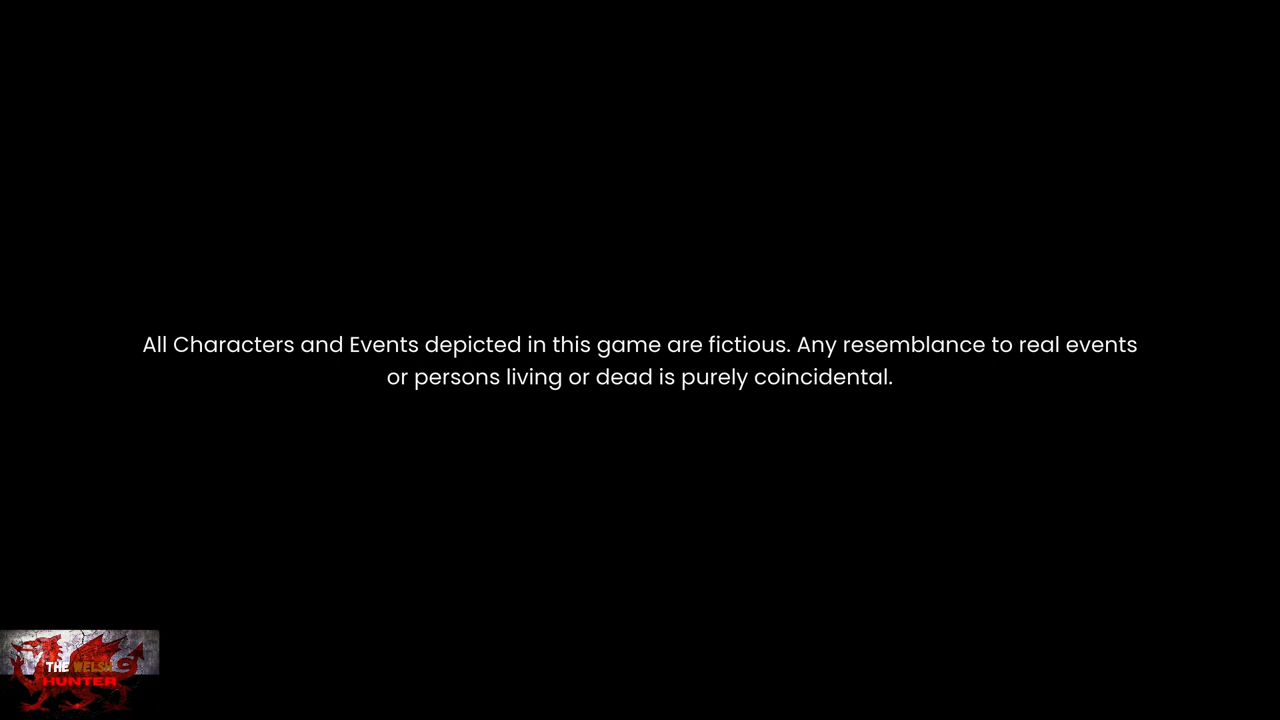 All Characters and Events depicted in this game are fictious. Any resemblance to real events
or persons living or dead is purely coincidental.
THE WELSH
HUNTER